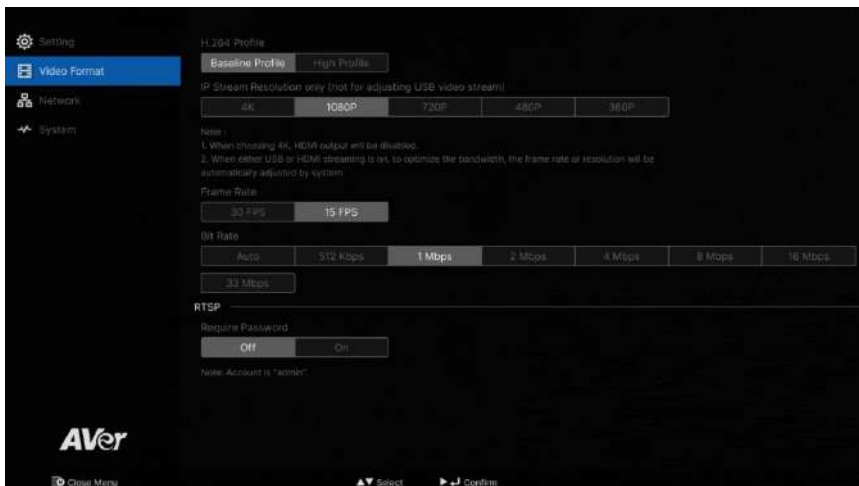 Setting
Video Format
Network
System
H.264 Profile
Baseline Profile High Profile
IP Stream Resolution only (not for adjusting USB video stream)
4K 1080P 720P 480P 360P
Note :
1. When choosing 4K, HDMI output will be disabled.
2. When either USB or HDMI streaming is on, to optimize the bandwidth, the frame rate or resolution will be
automatically adjusted by system
Frame Rate
30 FPS 15 FPS
Bit Rate
Auto 512 Kbps 1 Mbps 2 Mbps 4 Mbps 8 Mbps 16 Mbps
32 Mbps
RTSP
Require Password
Off On
Note: Account is "admin".
AVer
Close Menu Select Confirm